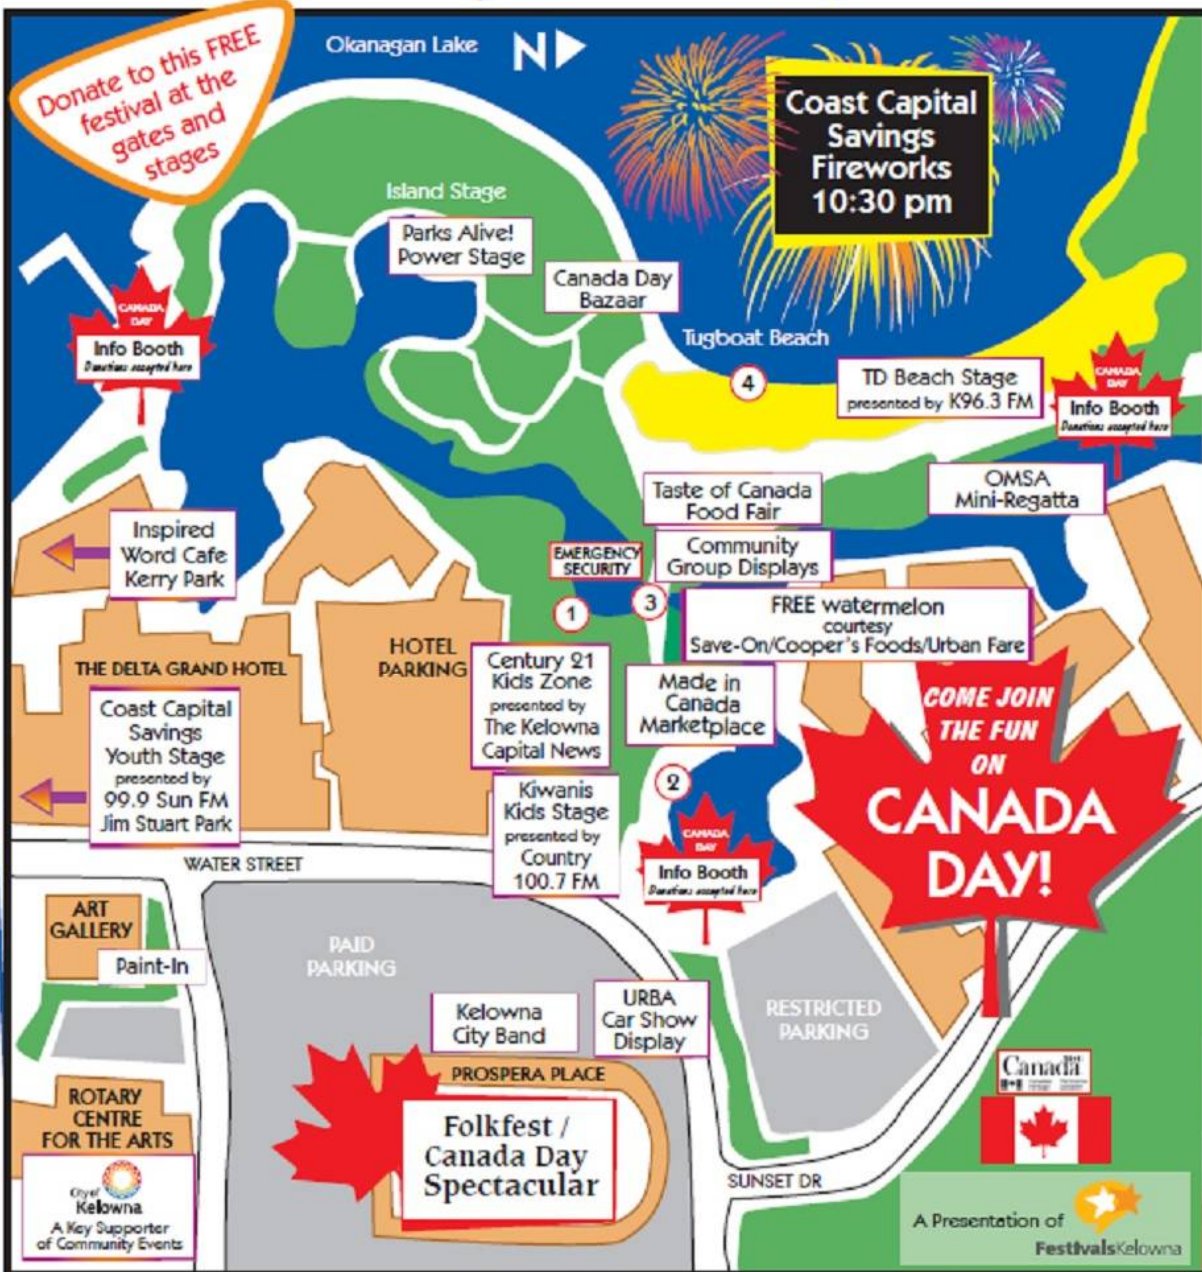 Donate to this FREE
festival at the
gates and
stages
Okanagan Lake
N
Coast Capital
Savings
Fireworks
10:30 pm
Island Stage
Parks Alive!
Power Stage
Canada Day
Bazaar
Tugboat Beach
4
TD Beach Stage
presented by K96.3 FM
CANADA
DAY
Info Booth
Donations accepted here
CANADA
DAY
Info Booth
Donations accepted here
OMSA
Mini-Regatta
Taste of Canada
Food Fair
Inspired
Word Cafe
Kerry Park
EMERGENCY
SECURITY
Community
Group Displays
1
3
FREE watermelon
courtesy
Save-On/Cooper's Foods/Urban Fare
THE DELTA GRAND HOTEL
HOTEL
PARKING
Century 21
Kids Zone
presented by
The Kelowna
Capital News
Made in
Canada
Marketplace
COME JOIN
THE FUN
ON
CANADA
DAY!
Coast Capital
Savings
Youth Stage
presented by
99.9 Sun FM
Jim Stuart Park
Kiwanis
Kids Stage
presented by
Country
100.7 FM
2
CANADA
DAY
Info Booth
Donations accepted here
WATER STREET
ART
GALLERY
Paint-In
PAID
PARKING
Kelowna
City Band
URBA
Car Show
Display
RESTRICTED
PARKING
PROSPERA PLACE
Folkfest /
Canada Day
Spectacular
ROTARY
CENTRE
FOR THE ARTS
City of
Kelowna
A Key Supporter
of Community Events
SUNSET DR
Canada
A Presentation of
FestivalsKelowna